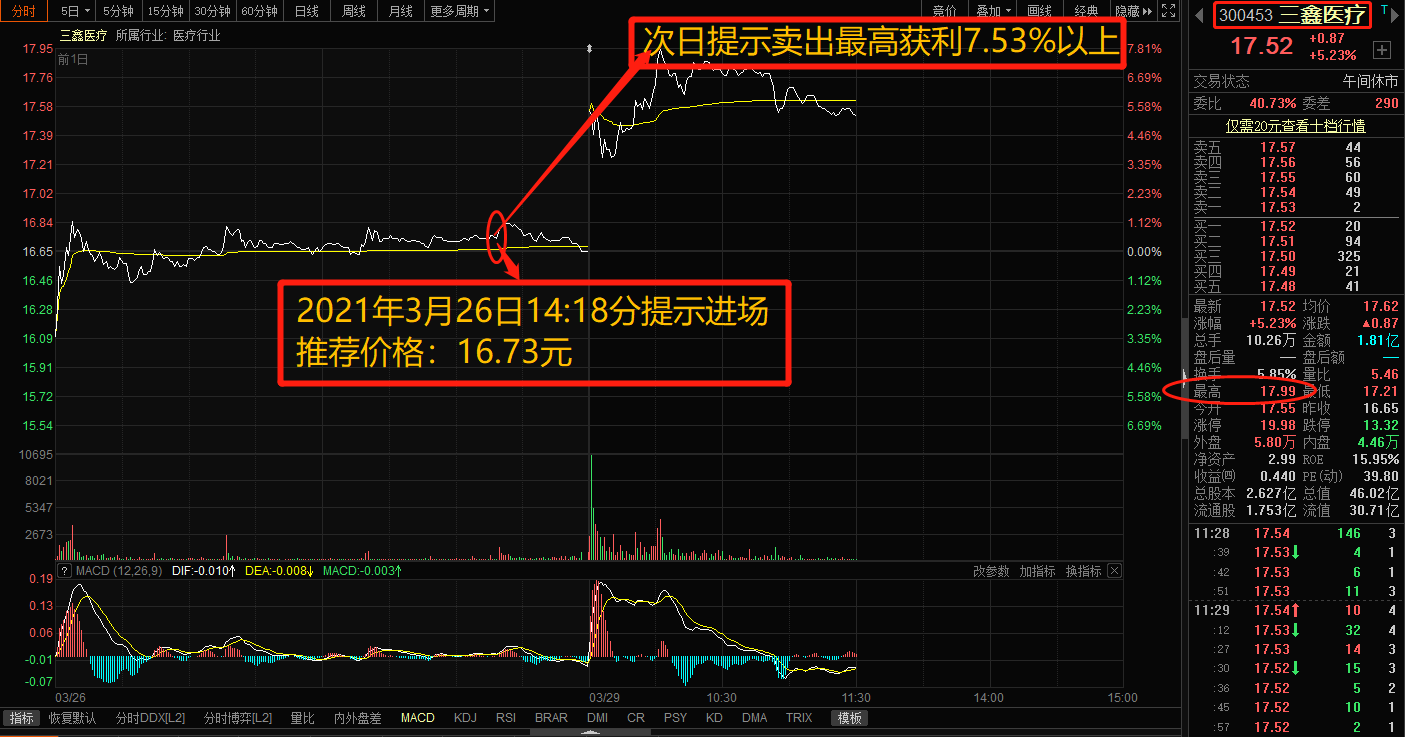 分时 5日 5分钟 15分钟 30分钟 60分钟 日线 周线 月线 更多周期 竞价 叠加 画线 经典 隐藏
三鑫医疗 所属行业: 医疗行业
前1日
次日提示卖出最高获利7.53%以上
2021年3月26日14:18分提示进场
推荐价格：16.73元
17.95 7.81%
17.76 6.69%
17.58 5.58%
17.39 4.46%
17.21 3.35%
17.02 2.23%
16.84 1.12%
16.65 0.00%
16.46 1.12%
16.28 2.23%
16.09 3.35%
15.91 4.46%
15.72 5.58%
15.54 6.69%
10695
8021
5347
2673
? MACD (12,26,9) DIF:-0.010↑ DEA:-0.008↓ MACD:-0.003↑ 改参数 加指标 换指标
0.19
0.13
0.06
-0.01
-0.07
03/26 03/29 10:30 11:30 14:00 15:00
指标 恢复默认 分时DDX[L2] 分时博弈[L2] 量比 内外盘差 MACD KDJ RSI BRAR DMI CR PSY KD DMA TRIX 模板
300453 三鑫医疗 T
17.52 +0.87
+5.23%
交易状态 午间休市
委比 40.73% 委差 290
仅需20元查看十档行情
卖五 17.57 44
卖四 17.56 56
卖三 17.55 60
卖二 17.54 49
卖一 17.53 2
买一 17.52 20
买二 17.51 94
买三 17.50 325
买四 17.49 21
买五 17.48 41
最新 17.52 均价 17.62
涨幅 +5.23% 涨跌 ▲0.87
总手 10.26万 金额 1.81亿
盘后量 — 盘后额 —
换手 5.85% 量比 5.46
最高 17.99 最低 17.21
今开 17.55 昨收 16.65
涨停 19.98 跌停 13.32
外盘 5.80万 内盘 4.46万
净资产 2.99 ROE 15.95%
收益㈣ 0.440 PE(动) 39.80
总股本 2.627亿 总值 46.02亿
流通股 1.753亿 流值 30.71亿
11:28 17.54 146 3
:39 17.53↓ 4 1
:42 17.53 6 1
:51 17.53 11 3
11:29 17.54↑ 10 4
:12 17.53↓ 32 4
:27 17.53 14 3
:30 17.52↓ 15 3
:36 17.52 5 2
:45 17.52 10 1
:57 17.52 2 1